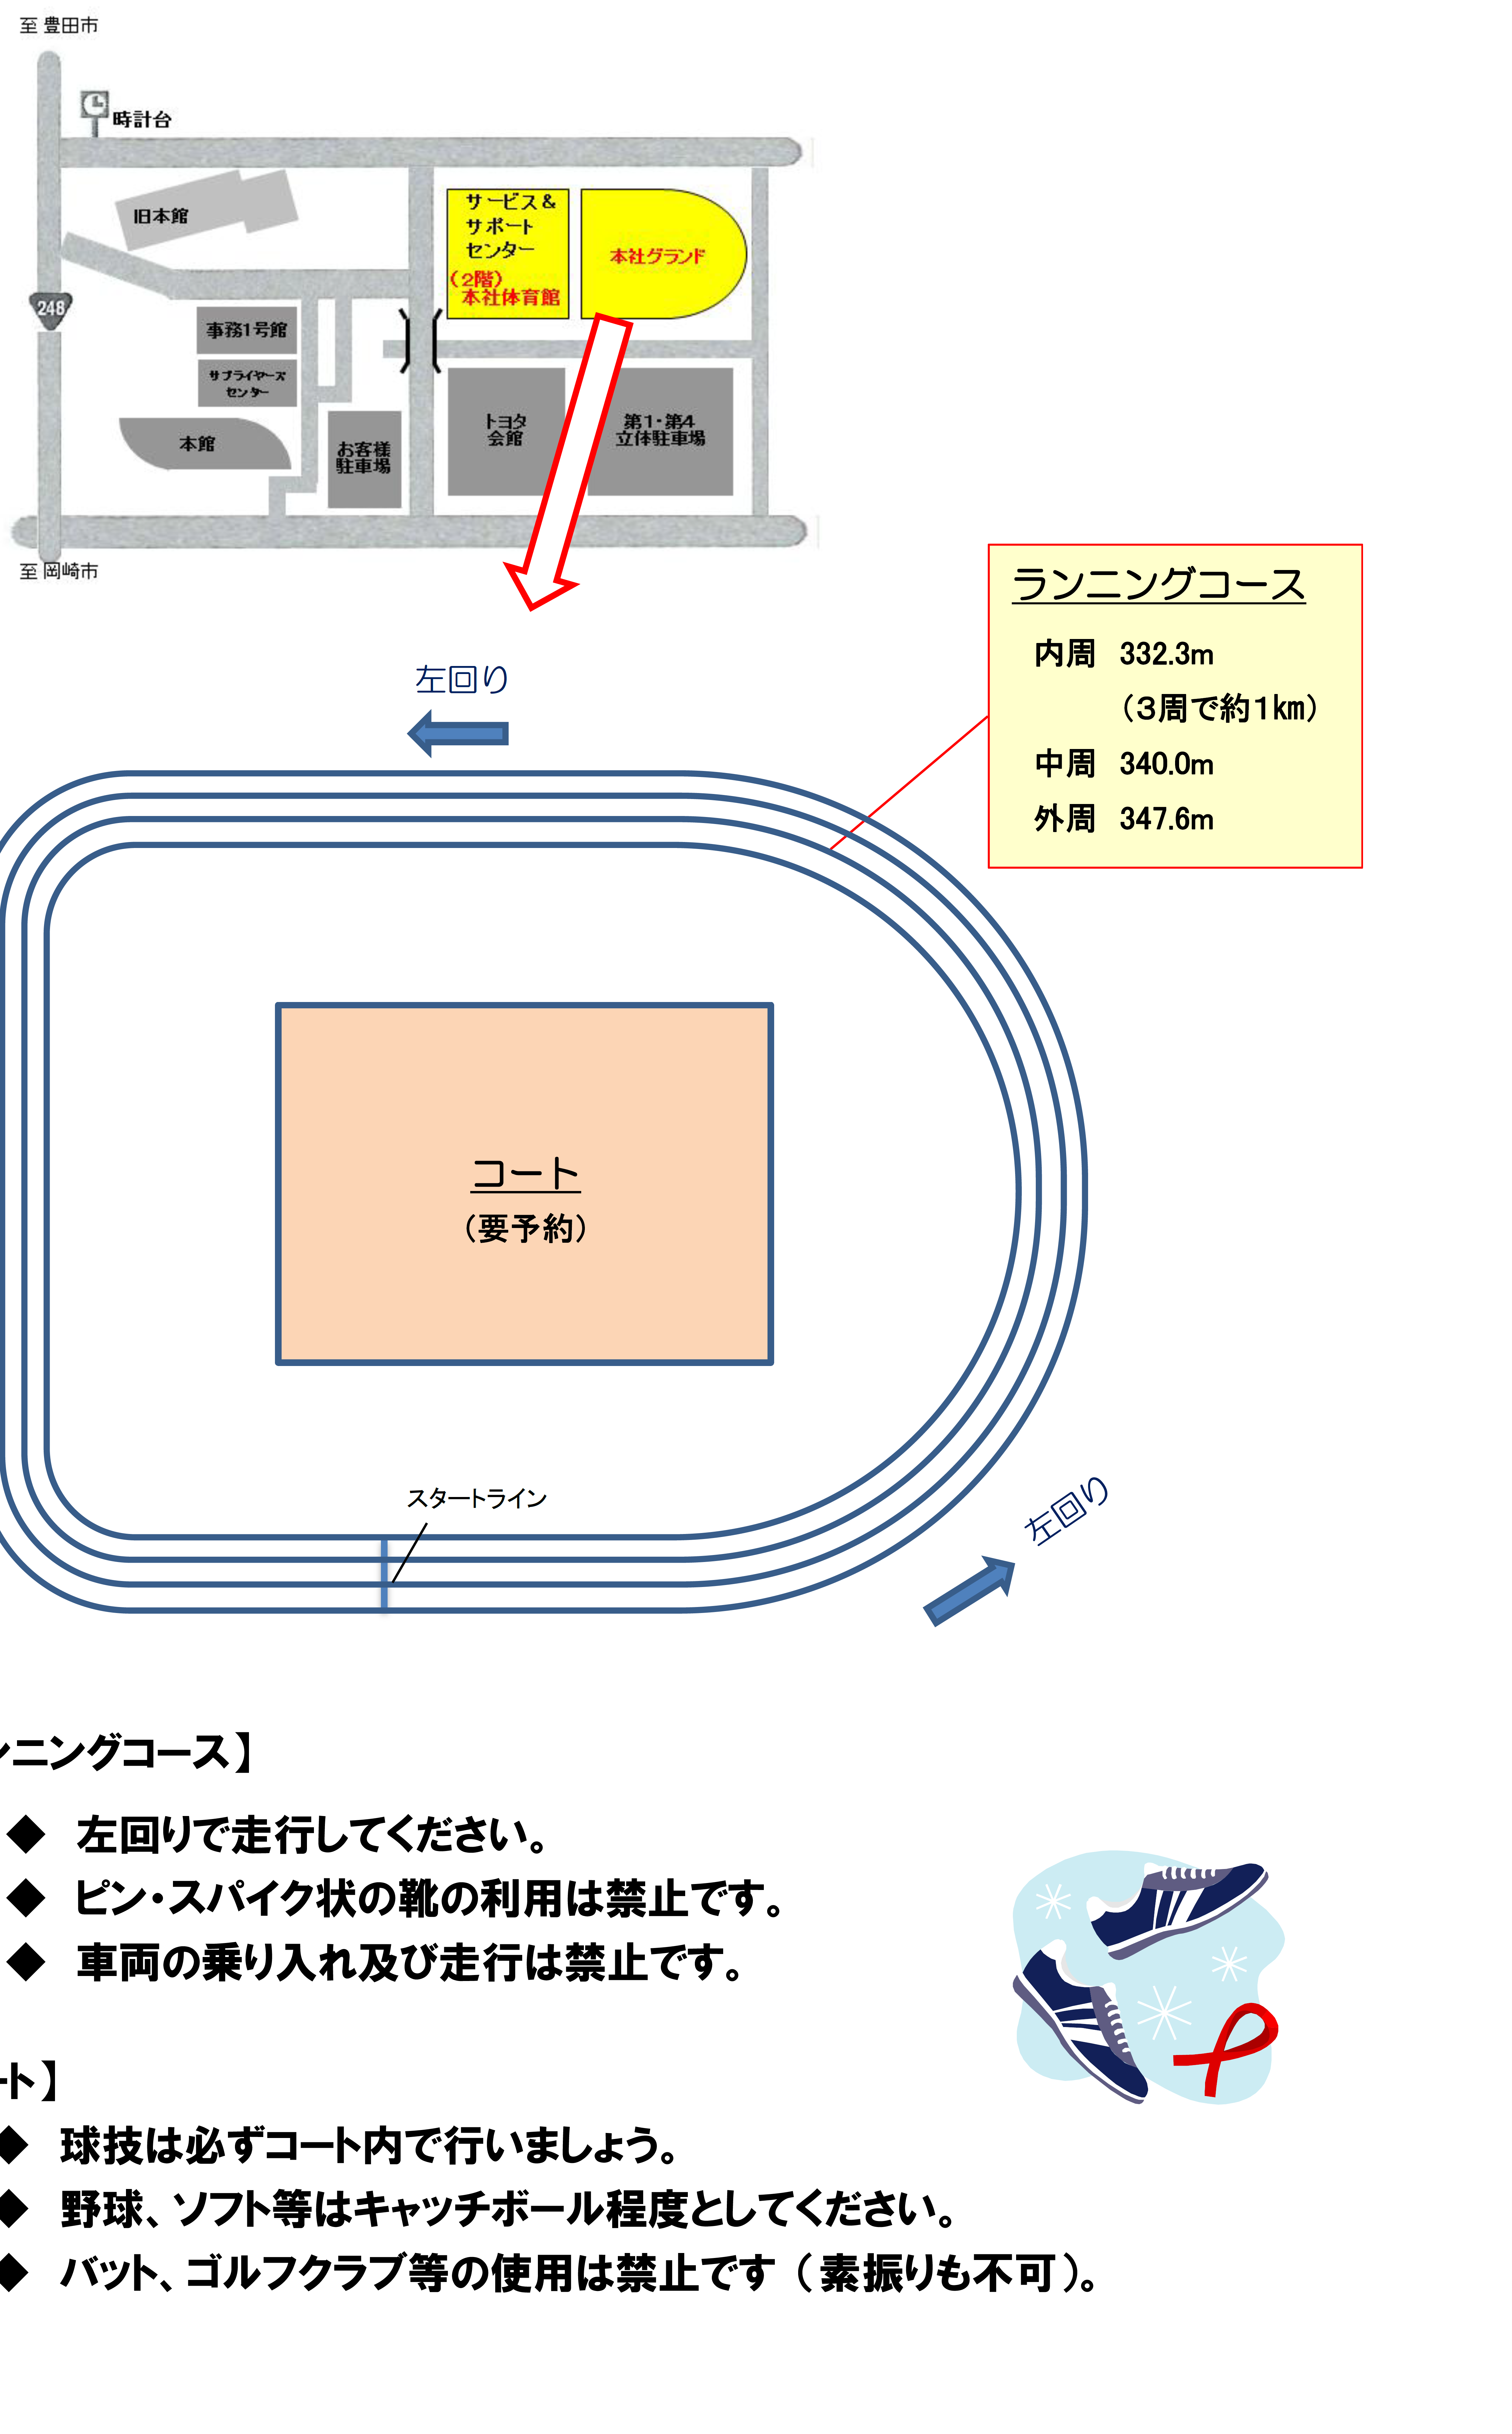 至 豊田市
時計台
旧本館
サービス&
サポート
センター
(2階)
本社体育館
本社グランド
248
事務1号館
サプライヤーズ
センター
本館
お客様
駐車場
トヨタ
会館
第1・第4
立体駐車場
至 岡崎市
ランニングコース
内周 332.3m
(3周で約1km)
中周 340.0m
外周 347.6m
左回り
コート
(要予約)
スタートライン
左回り
ンニングコース】
◆ 左回りで走行してください。
◆ ピン・スパイク状の靴の利用は禁止です。
◆ 車両の乗り入れ及び走行は禁止です。
ート】
◆ 球技は必ずコート内で行いましょう。
◆ 野球、ソフト等はキャッチボール程度としてください。
◆ バット、ゴルフクラブ等の使用は禁止です(素振りも不可)。